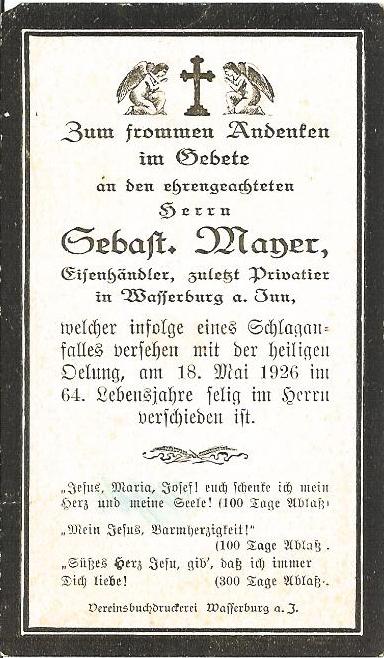 Zum frommen Andenken
im Gebete
an den ehrengeachteten
Herrn
Sebast. Mayer,
Eisenhändler, zuletzt Privatier
in Wasserburg a. Inn,
welcher infolge eines Schlagan-
falles versehen mit der heiligen
Oelung, am 18. Mai 1926 im
64. Lebensjahre selig im Herrn
verschieden ist.
„Jesus, Maria, Josef! euch schenke ich mein
Herz und meine Seele! (100 Tage Ablaß)
„Mein Jesus, Barmherzigkeit!"
(100 Tage Ablaß.
„Süßes Herz Jesu, gib', daß ich immer
Dich liebe! (300 Tage Ablaß.
Vereinsbuchdruckerei Wasserburg a. J.